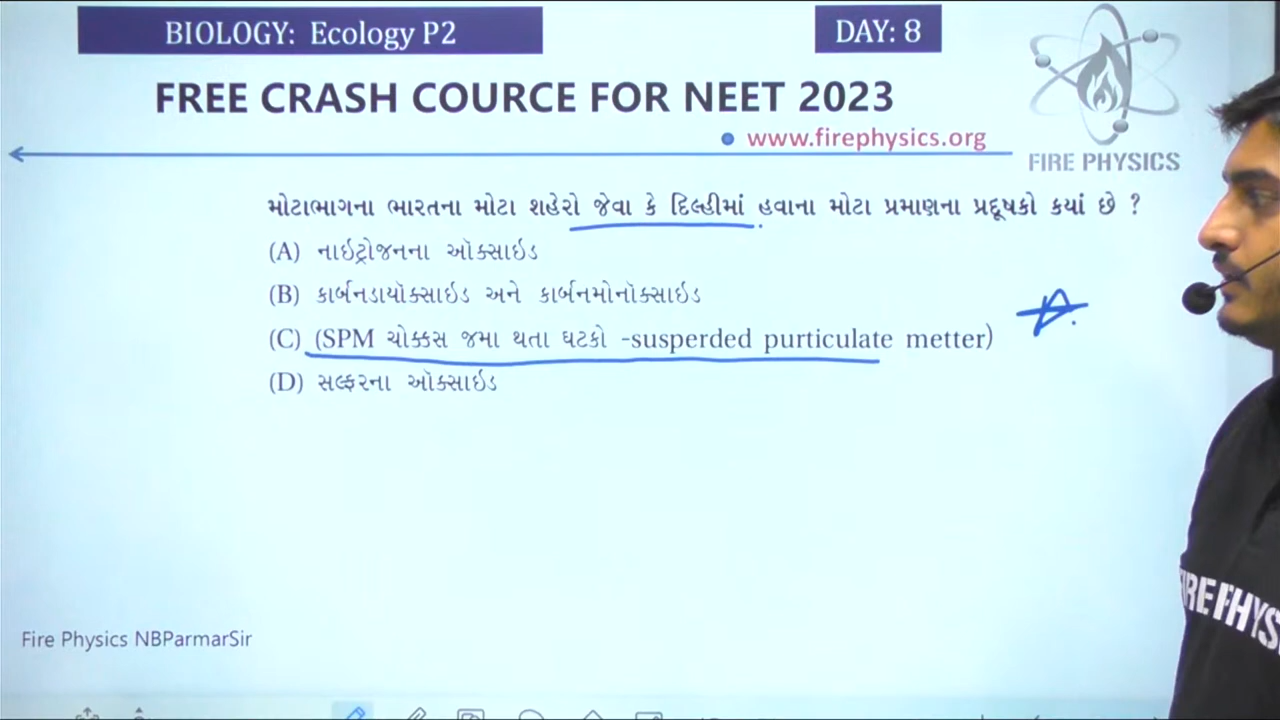 BIOLOGY: Ecology P2
DAY: 8
FREE CRASH COURCE FOR NEET 2023
www.firephysics.org
FIRE PHYSICS
મોટાભાગના ભારતના મોટા શહેરો જેવા કે દિલ્હીમાં હવાના મોટા પ્રમાણના પ્રદૂષકો કયાં છે ?
(A) નાઇટ્રોજનના ઑક્સાઇડ
(B) કાર્બનડાયૉક્સાઇડ અને કાર્બનમોનૉક્સાઇડ
(C) (SPM ચોક્કસ જમા થતા ઘટકો -susperded purticulate metter)
(D) સલ્ફરના ઑક્સાઇડ
Fire Physics NBParmarSir